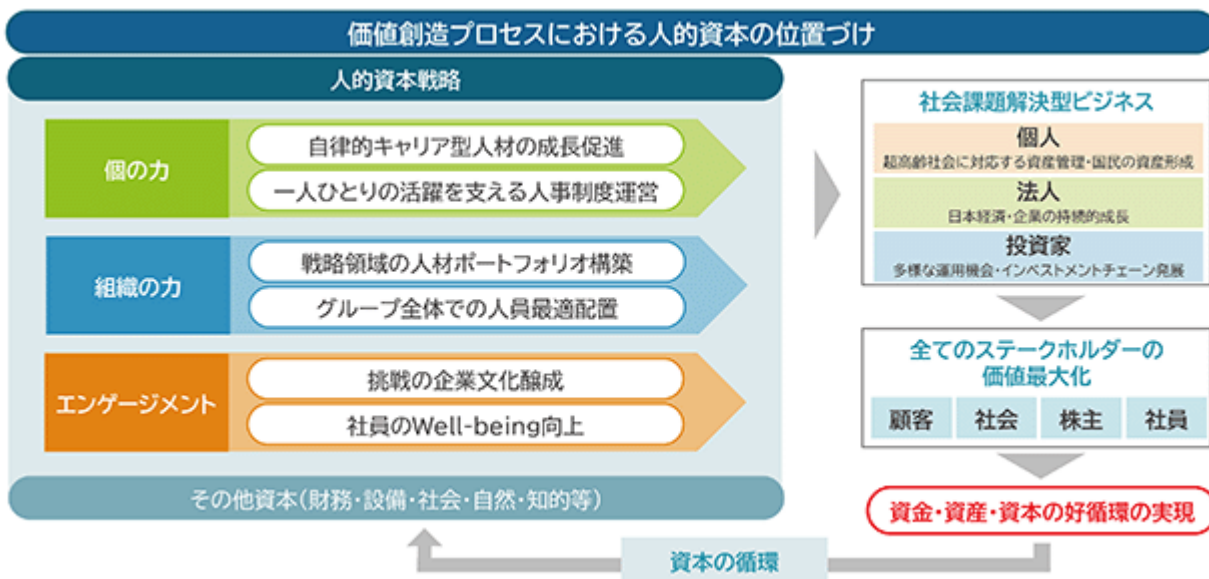 価値創造プロセスにおける人的資本の位置づけ
人的資本戦略
個の力
自律的キャリア型人材の成長促進
一人ひとりの活躍を支える人事制度運営
組織の力
戦略領域の人材ポートフォリオ構築
グループ全体での人員最適配置
エンゲージメント
挑戦の企業文化醸成
社員のWell-being向上
その他資本(財務・設備・社会・自然・知的等)
社会課題解決型ビジネス
個人
超高齢社会に対応する資産管理・国民の資産形成
法人
日本経済・企業の持続的成長
投資家
多様な運用機会・インベストメントチェーン発展
全てのステークホルダーの
価値最大化
顧客 社会 株主 社員
資金・資産・資本の好循環の実現
資本の循環